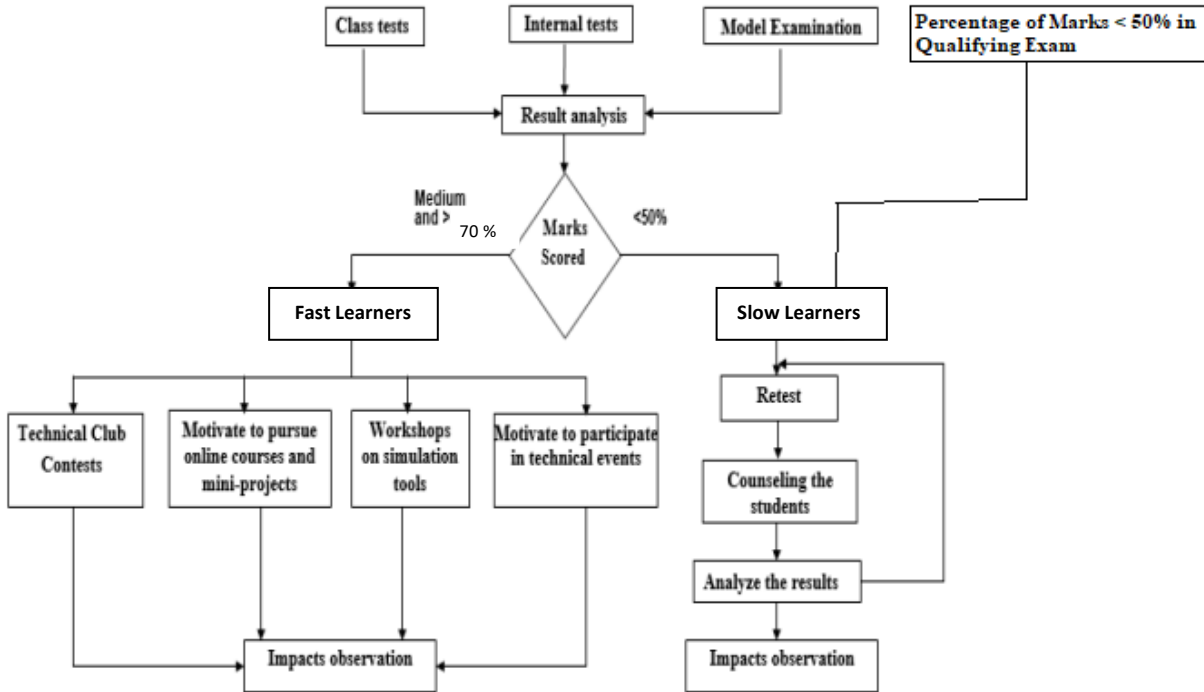 Class tests
Internal tests
Model Examination
Percentage of Marks < 50% in
Qualifying Exam
Result analysis
Medium
and >
70 %
<50%
Marks
Scored
Fast Learners
Slow Learners
Technical Club
Contests
Motivate to pursue
online courses and
mini-projects
Workshops
on simulation
tools
Motivate to participate
in technical events
Retest
Counseling the
students
Analyze the results
Impacts observation
Impacts observation